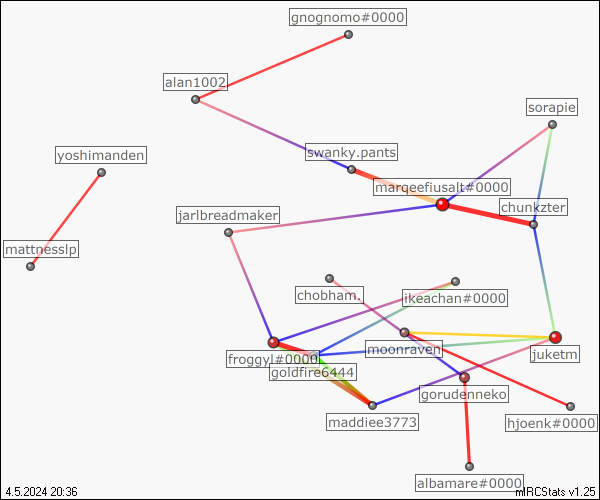 gnognomo#0000
alan1002
sorapie
yoshimanden
swanky.pants
marqeefiusalt#0000
chunkzter
jarlbreadmaker
mattnesslp
chobham.
ikeachan#0000
moonraven
juketm
froggyJ#0000
goldfire6444
gorudenneko
maddiee3773
hjoenk#0000
albamare#0000
4.5.2024 20:36
mIRCStats v1.25